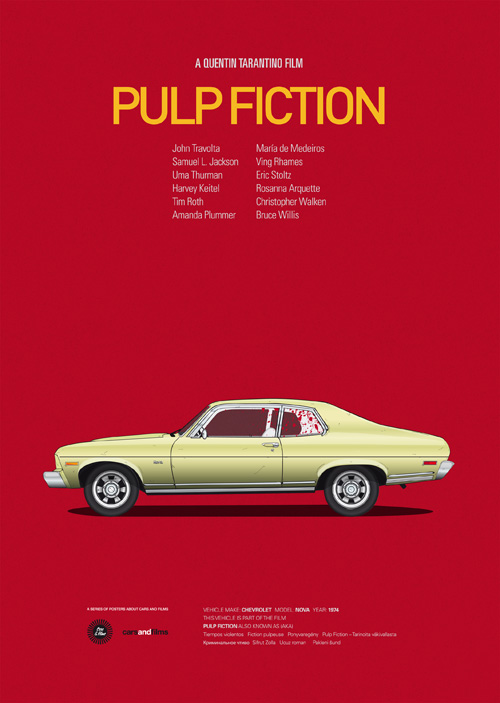 A QUENTIN TARANTINO FILM
PULP FICTION
John Travolta
Samuel L. Jackson
Uma Thurman
Harvey Keitel
Tim Roth
Amanda Plummer
María de Medeiros
Ving Rhames
Eric Stoltz
Rosanna Arquette
Christopher Walken
Bruce Willis
A SERIES OF POSTERS ABOUT CARS AND FILMS
carsandfilms
VEHICLE MAKE: CHEVROLET MODEL: NOVA YEAR: 1974
THIS VEHICLE IS PART OF THE FILM
PULP FICTION ALSO KNOWN AS (AKA)
Tiempos violentos Fiction pulpeuse Ponyvaregény Pulp Fiction – Tarinoita väkivallasta
Криминальное чтиво Sifrut Zolla Ucuz roman Pakšeni šund